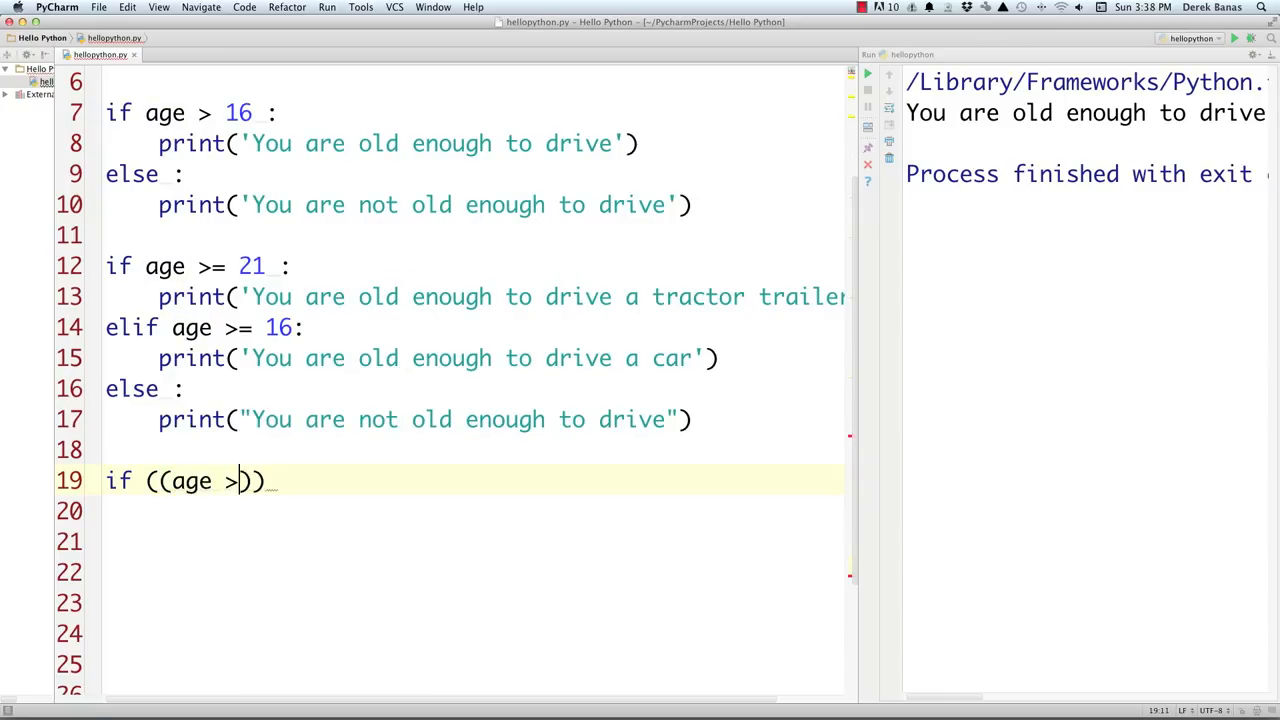 PyCharm File Edit View Navigate Code Refactor Run Tools VCS Window Help 10 Sun 3:38 PM Derek Banas
hellopython.py - Hello Python - [~/PycharmProjects/Hello Python]
Hello Python hellopython.py hellopython
hellopython.py Run hellopython
Hello P
hell
Extern
6
7 if age > 16 :
8 print('You are old enough to drive')
9 else :
10 print('You are not old enough to drive')
11
12 if age >= 21 :
13 print('You are old enough to drive a tractor trailer
14 elif age >= 16:
15 print('You are old enough to drive a car')
16 else :
17 print("You are not old enough to drive")
18
19 if ((age >))
20
21
22
23
24
25
26
/Library/Frameworks/Python.
You are old enough to drive
Process finished with exit
19:11 LF UTF-8